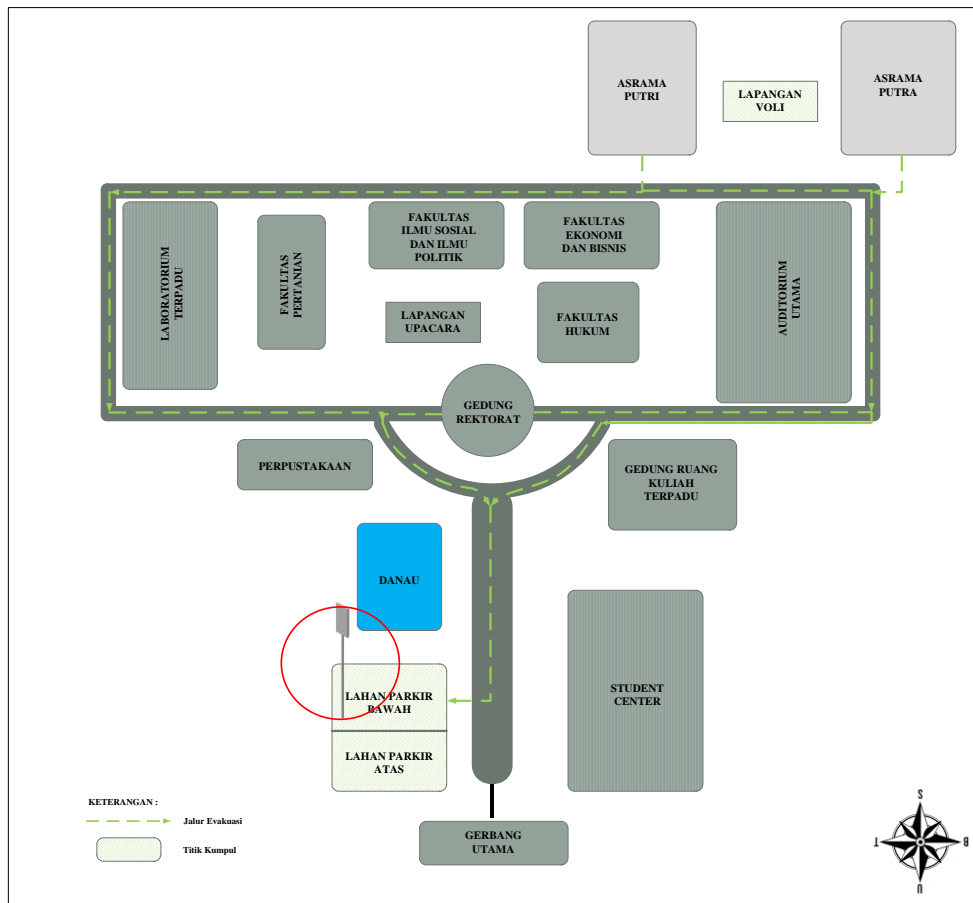 ASRAMA
PUTRI
LAPANGAN
VOLI
ASRAMA
PUTRA
LABORATORIUM
TERPADU
FAKULTAS
PERTANIAN
FAKULTAS
ILMU SOSIAL
DAN ILMU
POLITIK
FAKULTAS
EKONOMI
DAN BISNIS
AUDITORIUM
UTAMA
LAPANGAN
UPACARA
FAKULTAS
HUKUM
GEDUNG
REKTORAT
PERPUSTAKAAN
GEDUNG RUANG
KULIAH
TERPADU
DANAU
LAHAN PARKIR
BAWAH
LAHAN PARKIR
ATAS
STUDENT
CENTER
GERBANG
UTAMA
KETERANGAN :
Jalur Evakuasi
Titik Kumpul
S
T
B
U